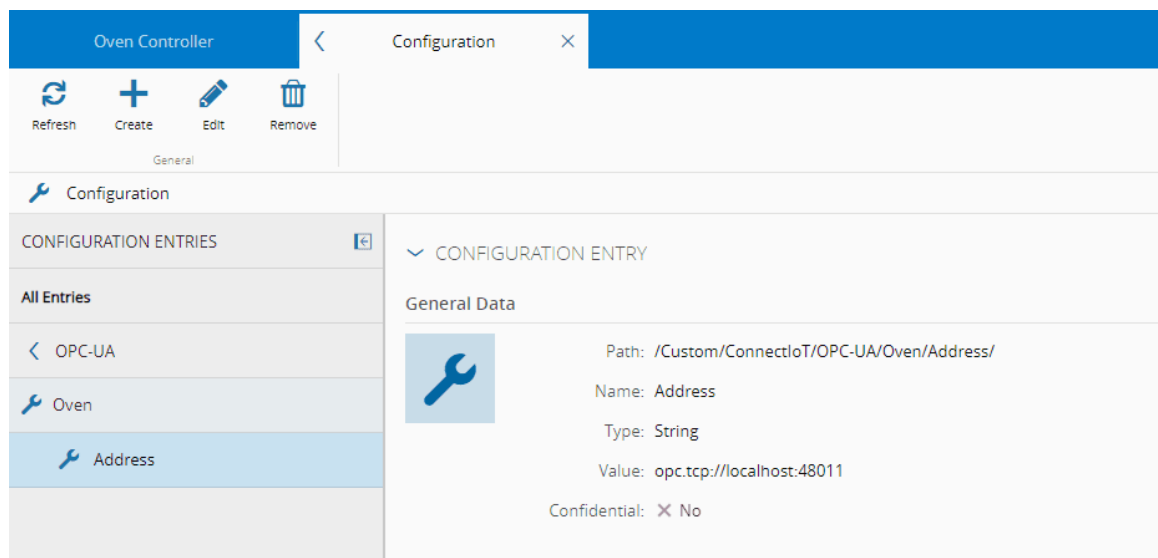 Oven Controller
Configuration
Refresh
Create
Edit
Remove
General
Configuration
CONFIGURATION ENTRIES
All Entries
OPC-UA
Oven
Address
CONFIGURATION ENTRY
General Data
Path: /Custom/ConnectIoT/OPC-UA/Oven/Address/
Name: Address
Type: String
Value: opc.tcp://localhost:48011
Confidential: No